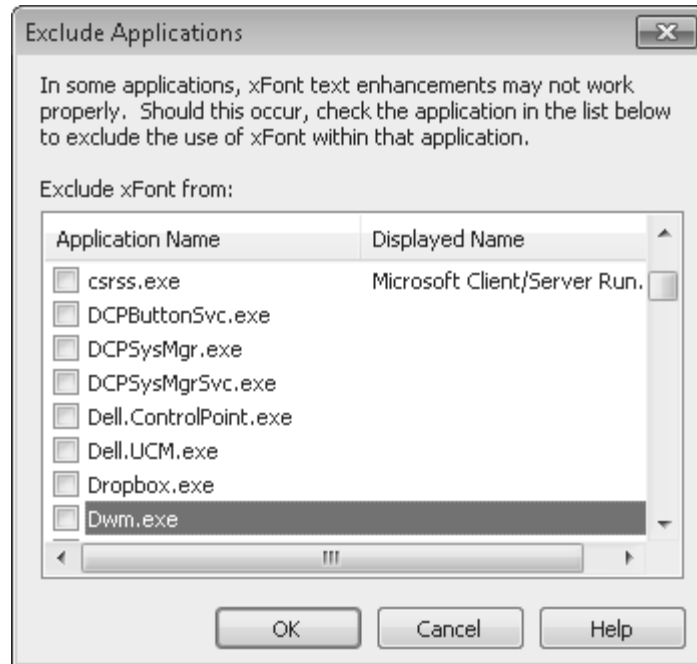 Exclude Applications
In some applications, xFont text enhancements may not work
properly.  Should this occur, check the application in the list below
to exclude the use of xFont within that application.
Exclude xFont from:
Application Name Displayed Name
csrss.exe Microsoft Client/Server Run.
DCPButtonSvc.exe
DCPSysMgr.exe
DCPSysMgrSvc.exe
Dell.ControlPoint.exe
Dell.UCM.exe
Dropbox.exe
Dwm.exe
OK Cancel Help